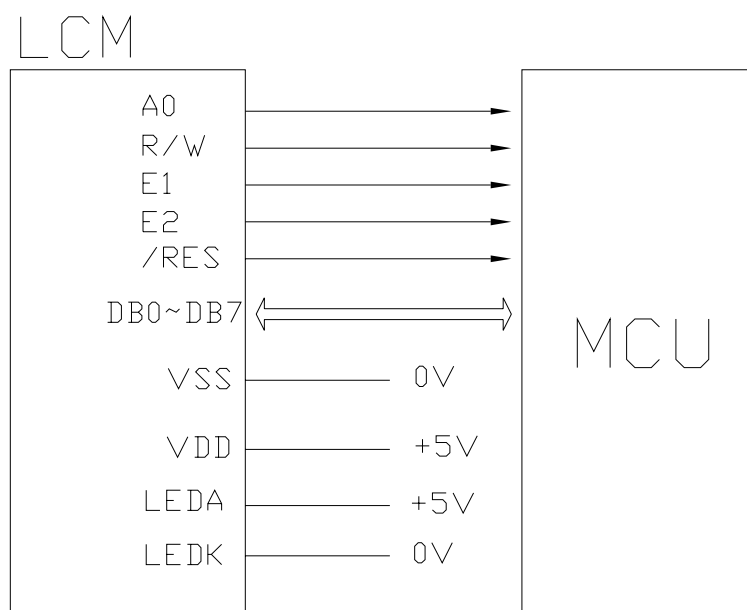 LCM
A0
R/W
E1
E2
/RES
DB0~DB7
MCU
VSS 0V
VDD +5V
LEDA +5V
LEDK 0V